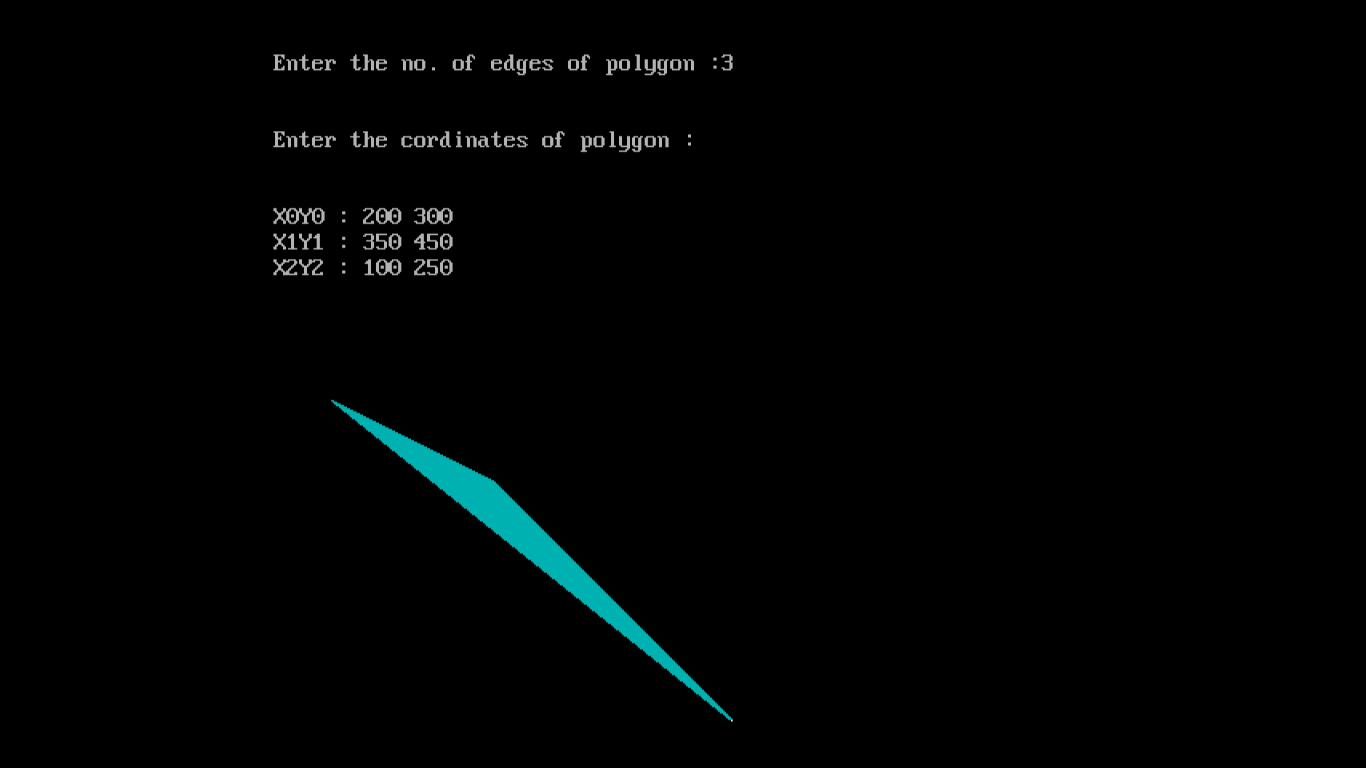 Enter the no. of edges of polygon :3
Enter the cordinates of polygon :
X0Y0 : 200 300
X1Y1 : 350 450
X2Y2 : 100 250